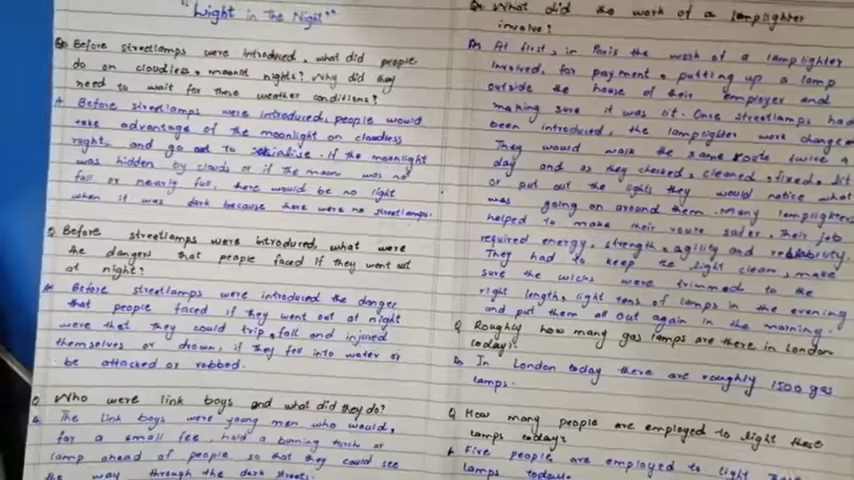 "Light in the Night"
Q. Before streetlamps were introduced, what did people
do on cloudless, moonlit nights? Why did they
need to wait for these weather conditions?
A Before streetlamps were introduced, people would
take advantage of the moonlight on cloudless
night and go out to socialise. If the moonlight
was hidden by clouds or if the moon was not
full or nearly full, there would be no light
when it was dark because there were no streetlamps.
Q Before streetlamps were introduced, what were
the dangers that people faced if they went out
at night?
A Before streetlamps were introduced the danger
that people faced if they went out at night
were that they could trip, fall and injured
themselves or drown, if they fell into water or
be attacked or robbed.
Q Who were link boys and what did they do?
A The link boys were young men who would,
for a small fee, hold a burning torch or
lamp ahead of people so that they could see
the way through the dark streets.
Q. What did the work of a lamplighter
involve?
A At first, in Paris the work of a lamplighter
involved, for payment, putting up a lamp
outside the house of their employer and
making sure it was lit. Once streetlamps had
been introduced, the lamplighter work changed
They would walk the same route twice a
day and as they checked, cleaned, fixed, lit
or put out the lights they would notice what
was going on around them. Many lamplighters
helped to make their route safer. Their job
required energy, strength, agility and reliability.
They had to keep the light clean, make
sure the wicks were trimmed to the
right length, light tens of lamps in the evening
and put them all out again in the morning.
Q Roughly how many gas lamps are there in London
today?
A In London today there are roughly 1500 gas
lamps.
Q How many people are employed to light these
lamps today?
A Five people are employed to light
lamps today.